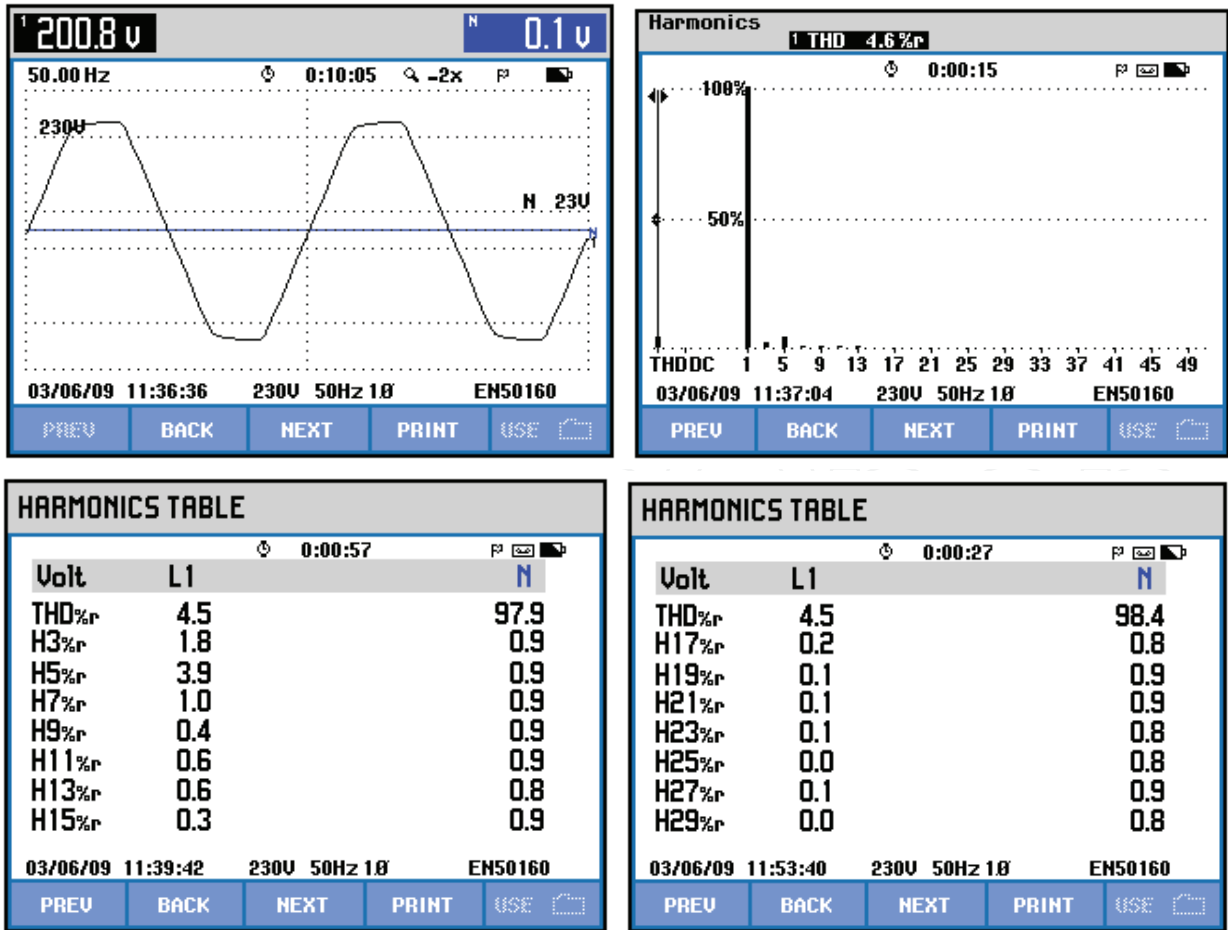 1 200.8 V N 0.1 V
50.00 Hz 0:10:05 -2x
230V
N 23V
N
1
03/06/09 11:36:36 230V 50Hz 1Ø EN50160
PREV BACK NEXT PRINT USE
Harmonics
1 THD 4.6%r
0:00:15
100%
50%
THDDC 1 5 9 13 17 21 25 29 33 37 41 45 49
03/06/09 11:37:04 230V 50Hz 1Ø EN50160
PREV BACK NEXT PRINT USE
HARMONICS TABLE
0:00:57
Volt L1 N
THD%r 4.5 97.9
H3%r 1.8 0.9
H5%r 3.9 0.9
H7%r 1.0 0.9
H9%r 0.4 0.9
H11%r 0.6 0.9
H13%r 0.6 0.8
H15%r 0.3 0.9
03/06/09 11:39:42 230V 50Hz 1Ø EN50160
PREV BACK NEXT PRINT USE
HARMONICS TABLE
0:00:27
Volt L1 N
THD%r 4.5 98.4
H17%r 0.2 0.8
H19%r 0.1 0.9
H21%r 0.1 0.9
H23%r 0.1 0.8
H25%r 0.0 0.8
H27%r 0.1 0.9
H29%r 0.0 0.8
03/06/09 11:53:40 230V 50Hz 1Ø EN50160
PREV BACK NEXT PRINT USE